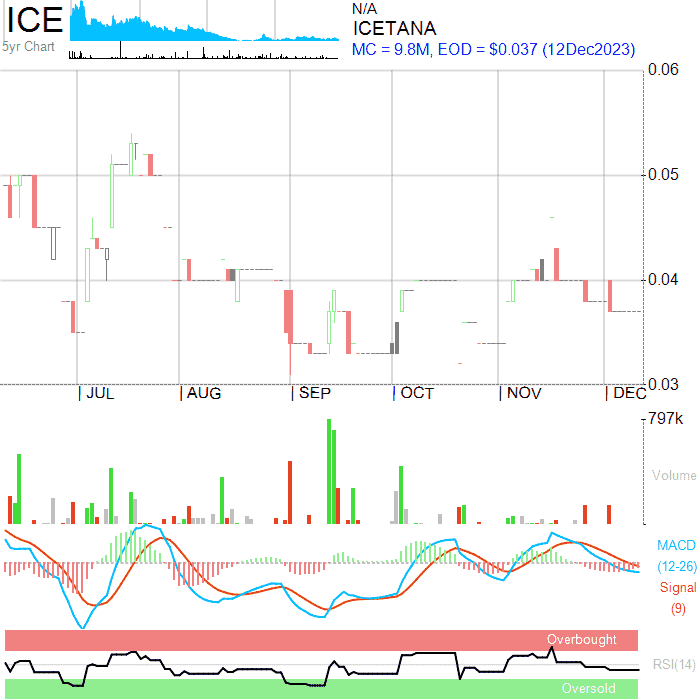 ICE
5yr Chart
N/A
ICETANA
MC = 9.8M, EOD = $0.037 (12Dec2023)
0.06
0.05
0.04
0.03
JUL AUG SEP OCT NOV DEC
797k
Volume
MACD
(12-26)
Signal
(9)
Overbought
RSI(14)
Oversold